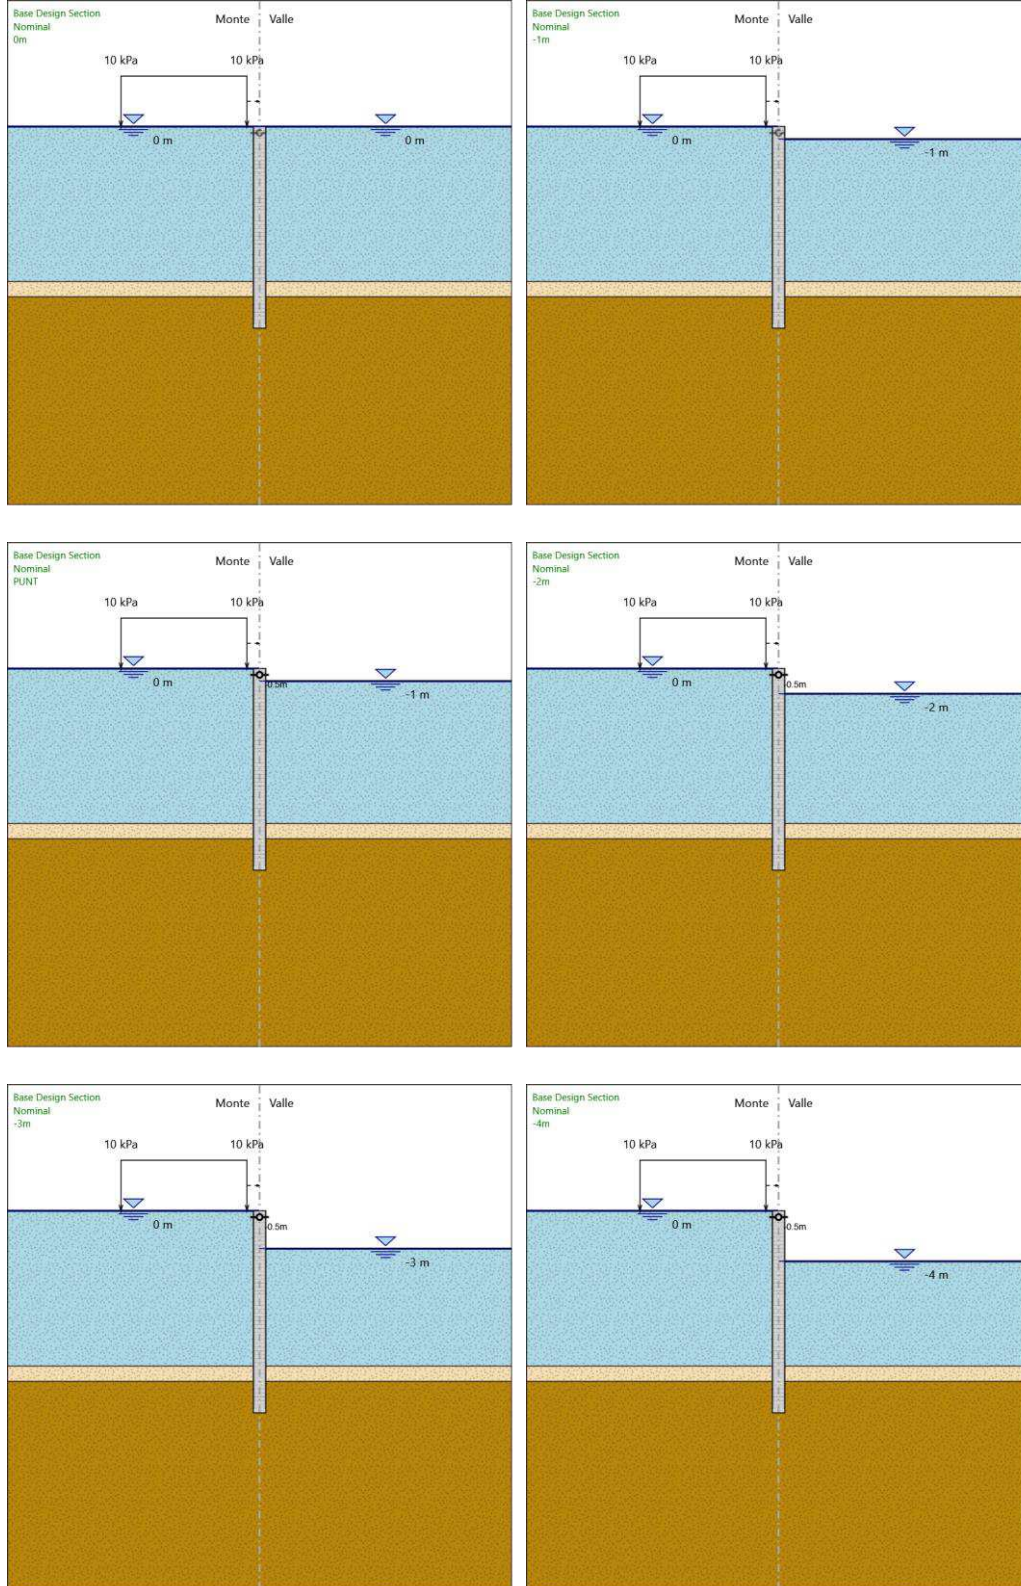 Base Design Section
Nominal
0m
Monte Valle
10 kPa 10 kPa
0 m 0 m
Base Design Section
Nominal
-1m
Monte Valle
10 kPa 10 kPa
0 m -1 m
Base Design Section
Nominal
PUNT
Monte Valle
10 kPa 10 kPa
-0.5m
0 m -1 m
Base Design Section
Nominal
-2m
Monte Valle
10 kPa 10 kPa
-0.5m
0 m -2 m
Base Design Section
Nominal
-3m
Monte Valle
10 kPa 10 kPa
0 m -0.5m
-3 m
Base Design Section
Nominal
-4m
Monte Valle
10 kPa 10 kPa
0 m -0.5m
-4 m